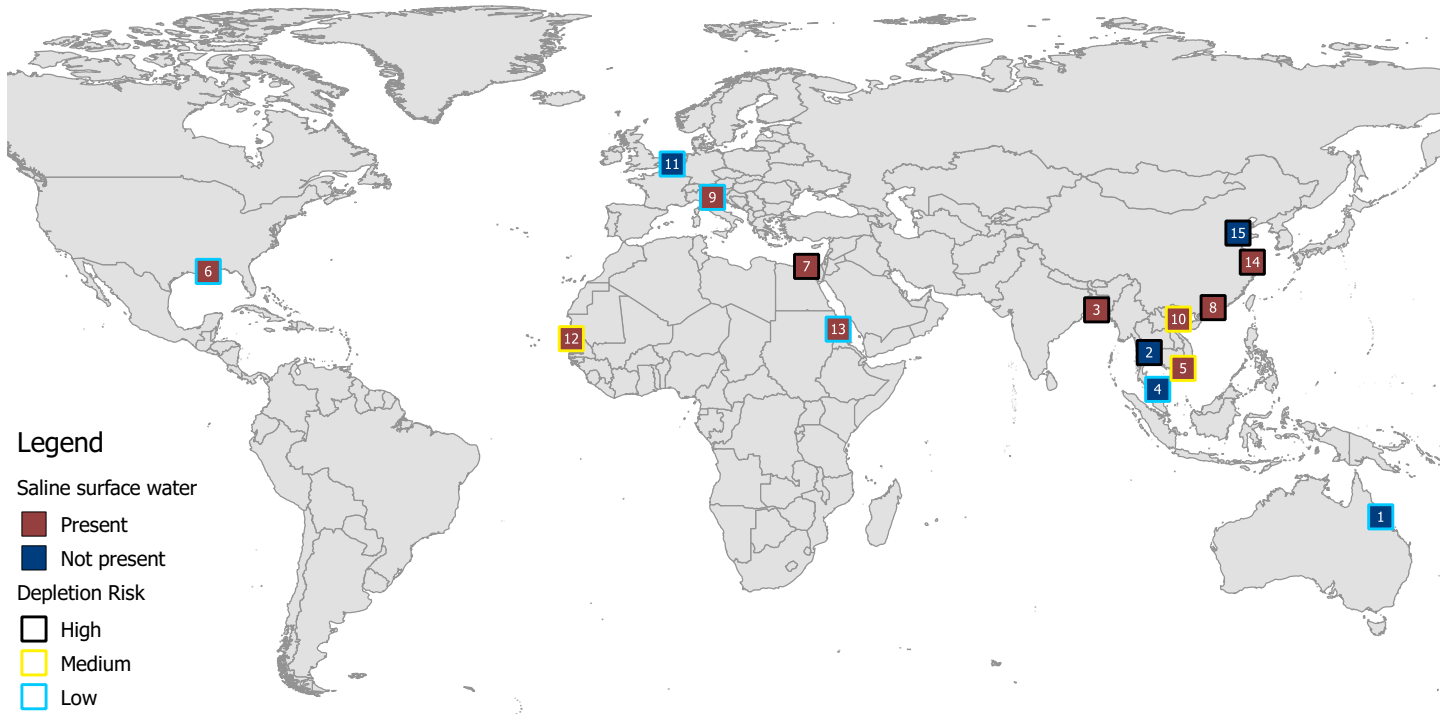 11
9
15
14
6
7
3
8
10
13
12
2
5
4
1
Legend
Saline surface water
Present
Not present
Depletion Risk
High
Medium
Low